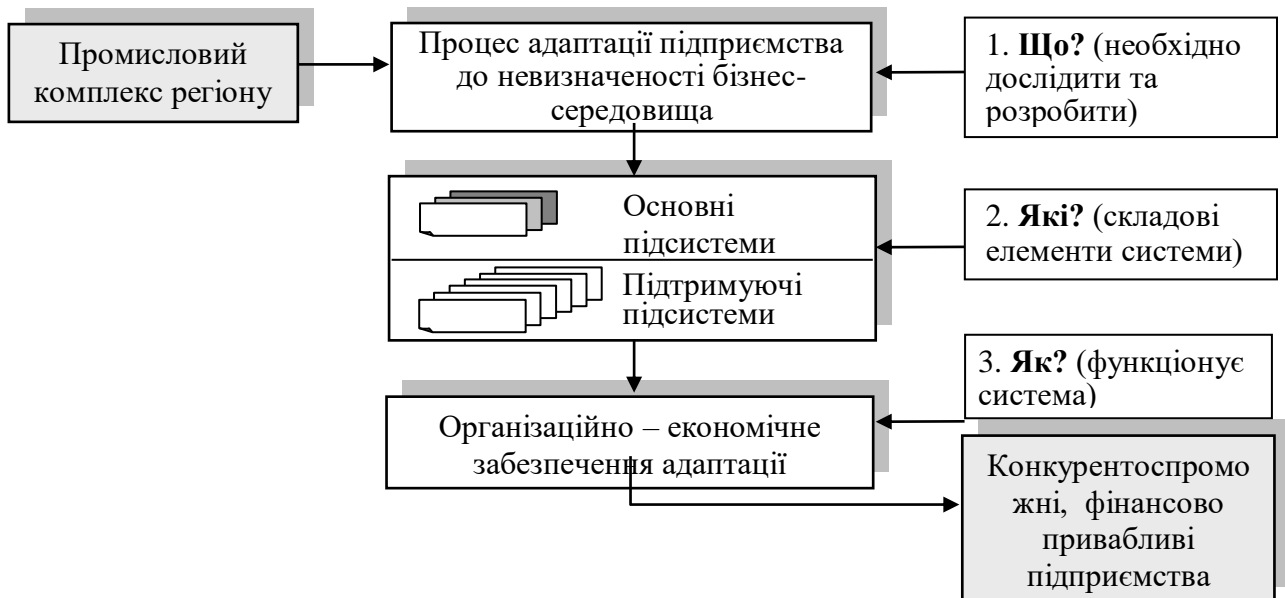 Промисловий
комплекс регіону
Процес адаптації підприємства
до невизначеності бізнес-
середовища
1. Що? (необхідно
дослідити та
розробити)
Основні
підсистеми
Підтримуючі
підсистеми
2. Які? (складові
елементи системи)
3. Як? (функціонує
система)
Організаційно – економічне
забезпечення адаптації
Конкурентоспромо
жні, фінансово
привабливі
підприємства